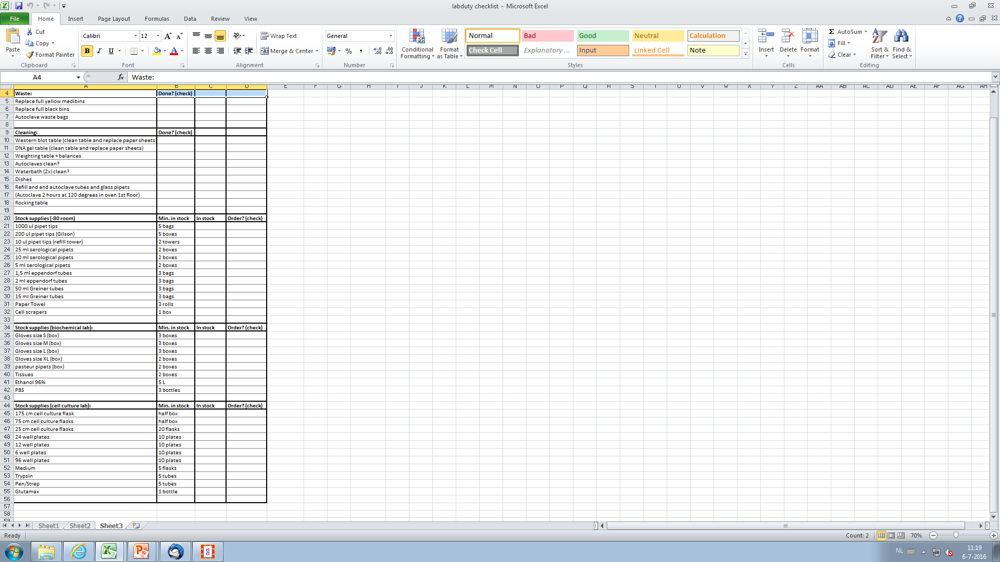 labduty checklist - Microsoft Excel
File Home Insert Page Layout Formulas Data Review View
Paste
Cut
Copy
Format Painter
Clipboard
Calibri 12
B I U
Font
Wrap Text
Merge & Center
Alignment
General
Number
Conditional Formatting
Format as Table
Normal Bad Good Neutral Calculation
Check Cell Explanatory ... Input Linked Cell Note
Styles
Insert Delete Format
Cells
AutoSum
Fill
Clear
Sort & Filter
Find & Select
Editing
A4 fx Waste:
A B C D E F G H I J K L M N O P Q R S T U V W X Y Z AA AB AC AD AE AF AG AH
4 Waste: Done? (check)
5 Replace full yellow medibins
6 Replace full black bins
7 Autoclave waste bags
8
9 Cleaning: Done? (check)
10 Western blot table (clean table and replace paper sheets)
11 DNA gel table (clean table and replace paper sheets)
12 Weighting table + balances
13 Autoclaves clean?
14 Waterbath (2x) clean?
15 Dishes
16 Refill and and autoclave tubes and glass pipets
17 (Autoclave 2 hours at 120 degrees in oven 1st floor)
18 Rocking table
19
20 Stock supplies (-80 room) Min. in stock In stock Order? (check)
21 1000 ul pipet tips 5 bags
22 200 ul pipet tips (Gilson) 5 boxes
23 10 ul pipet tips (refill tower) 2 towers
24 25 ml serological pipets 2 boxes
25 10 ml serological pipets 2 boxes
26 5 ml serological pipets 2 boxes
27 1,5 ml eppendorf tubes 3 bags
28 2 ml eppendorf tubes 3 bags
29 50 ml Greiner tubes 3 bags
30 15 ml Greiner tubes 3 bags
31 Paper Towel 3 rolls
32 Cell scrapers 1 box
33
34 Stock supplies (biochemical lab): Min. in stock In stock Order? (check)
35 Gloves size S (box) 3 boxes
36 Gloves size M (box) 3 boxes
37 Gloves size L (box) 3 boxes
38 Gloves size XL (box) 2 boxes
39 pasteur pipets (box) 2 boxes
40 Tissues 2 boxes
41 Ethanol 96% 5 L
42 PBS 3 bottles
43
44 Stock supplies (cell culture lab): Min. in stock In stock Order? (check)
45 175 cm cell culture flask half box
46 75 cm cell culture flasks half box
47 25 cm cell culture flasks 20 flasks
48 24 well plates 10 plates
49 12 well plates 10 plates
50 6 well plates 10 plates
51 96 well plates 10 plates
52 Medium 5 flasks
53 Trypsin 5 tubes
54 Pen/Strep 5 tubes
55 Glutamax 1 bottle
56
57
58
59
Sheet1 Sheet2 Sheet3
Ready Count: 2 70%
NL 11:19
6-7-2016